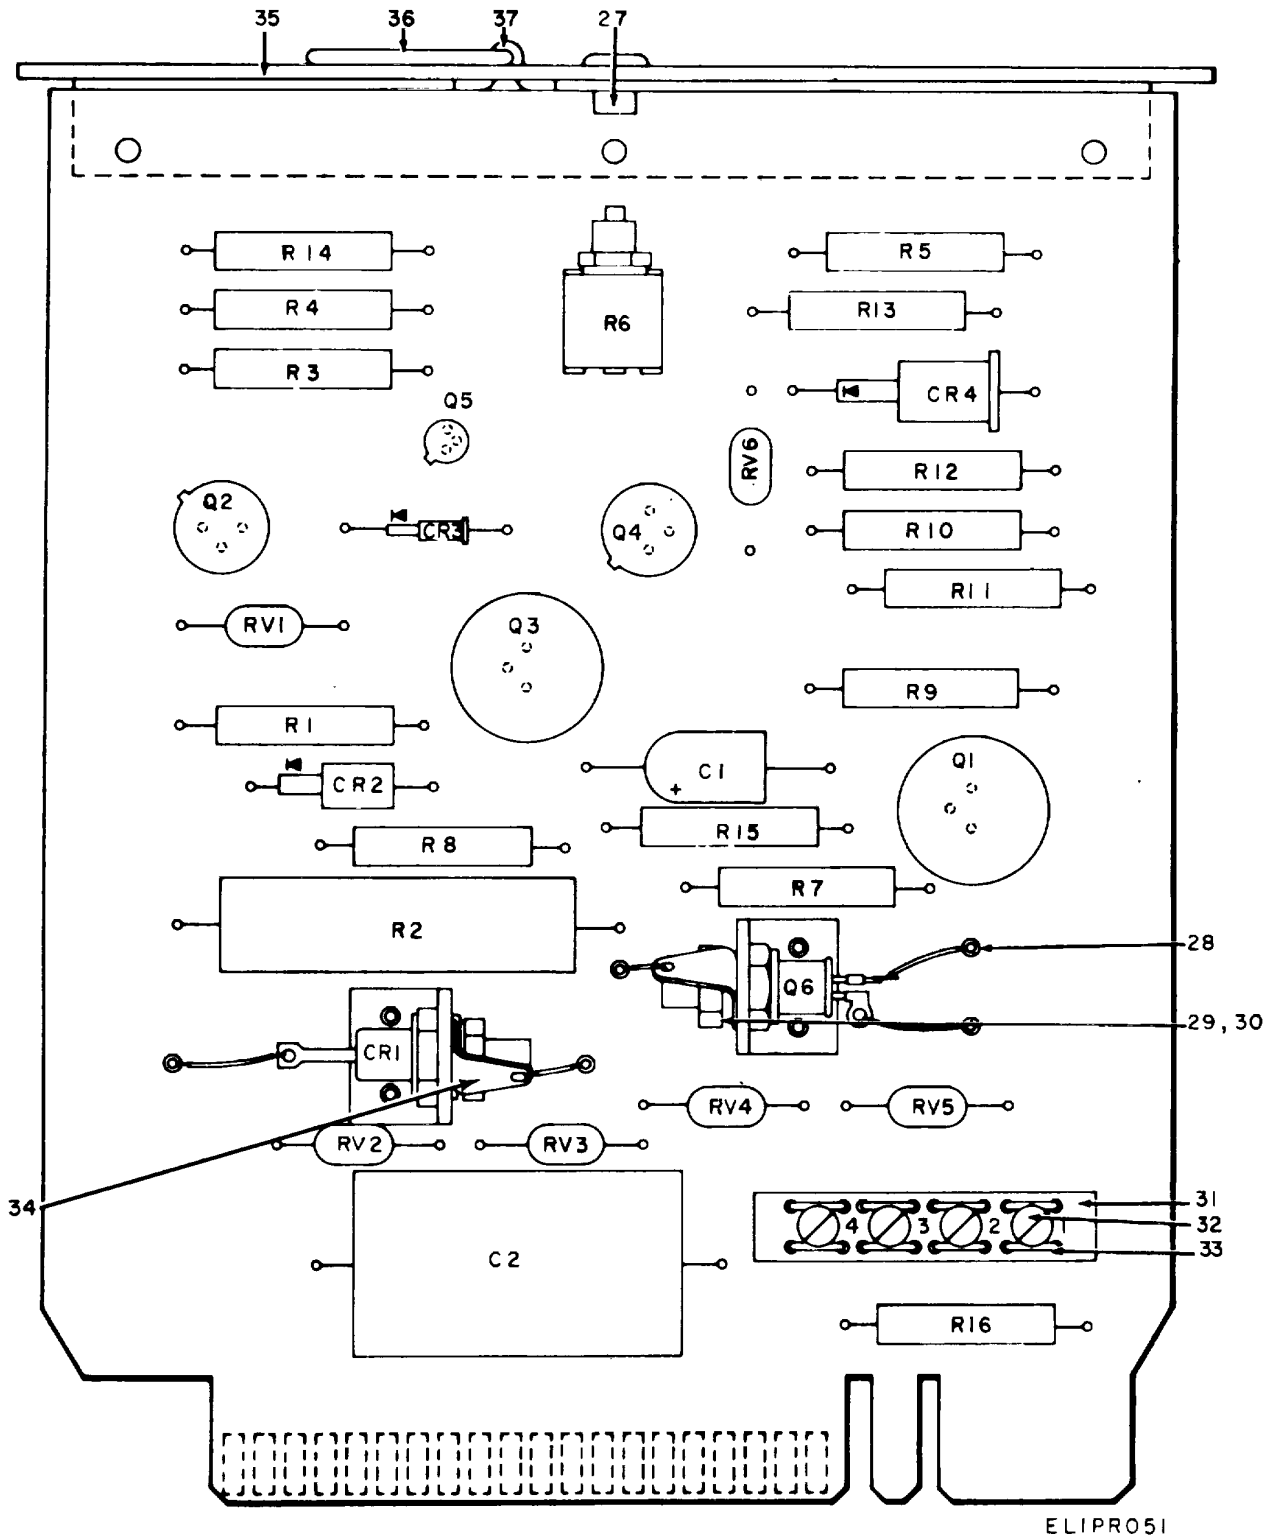 35 36 37 27
R14 R5
R4 R13
R6
R3 CR4
Q5
RV6 R12
Q2 CR3 Q4 R10
R11
RV1 Q3
R9
R1
C1 Q1
CR2
R8 R15
R7
R2
28
Q6
29, 30
CR1
RV4 RV5
RV2 RV3
34 31
4 3 2 1 32
33
C2
+
R16
ELIPRO51